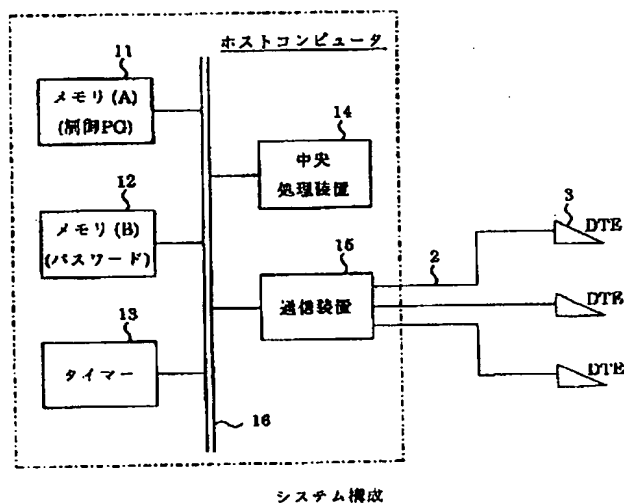 ホストコンピュータ
11
メモリ(A)
(制御PG)
14
中央
処理装置
12
メモリ(B)
(パスワード)
3
DTE
15
通信装置
2
DTE
13
タイマー
DTE
16
システム構成